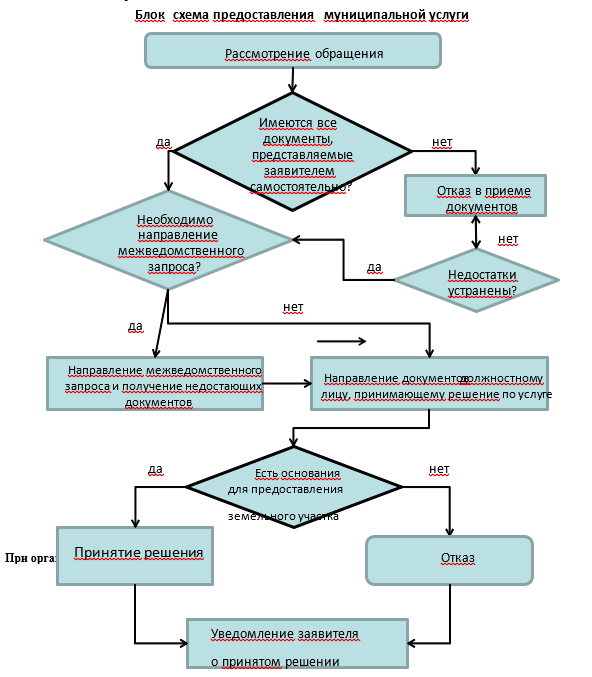 Блок схема предоставления муниципальной услуги
Рассмотрение обращения
Имеются все
документы,
представляемые
заявителем
самостоятельно?
да
нет
Отказ в приеме
документов
Необходимо
направление
межведомственного
запроса?
нет
да
Недостатки
устранены?
нет
да
Направление межведомственного
запроса и получение недостающих
документов
Направление документов должностному
лицу, принимающему решение по услуге
Есть основания
для предоставления
земельного участка
да
нет
При орга
Принятие решения
Отказ
Уведомление заявителя
о принятом решении